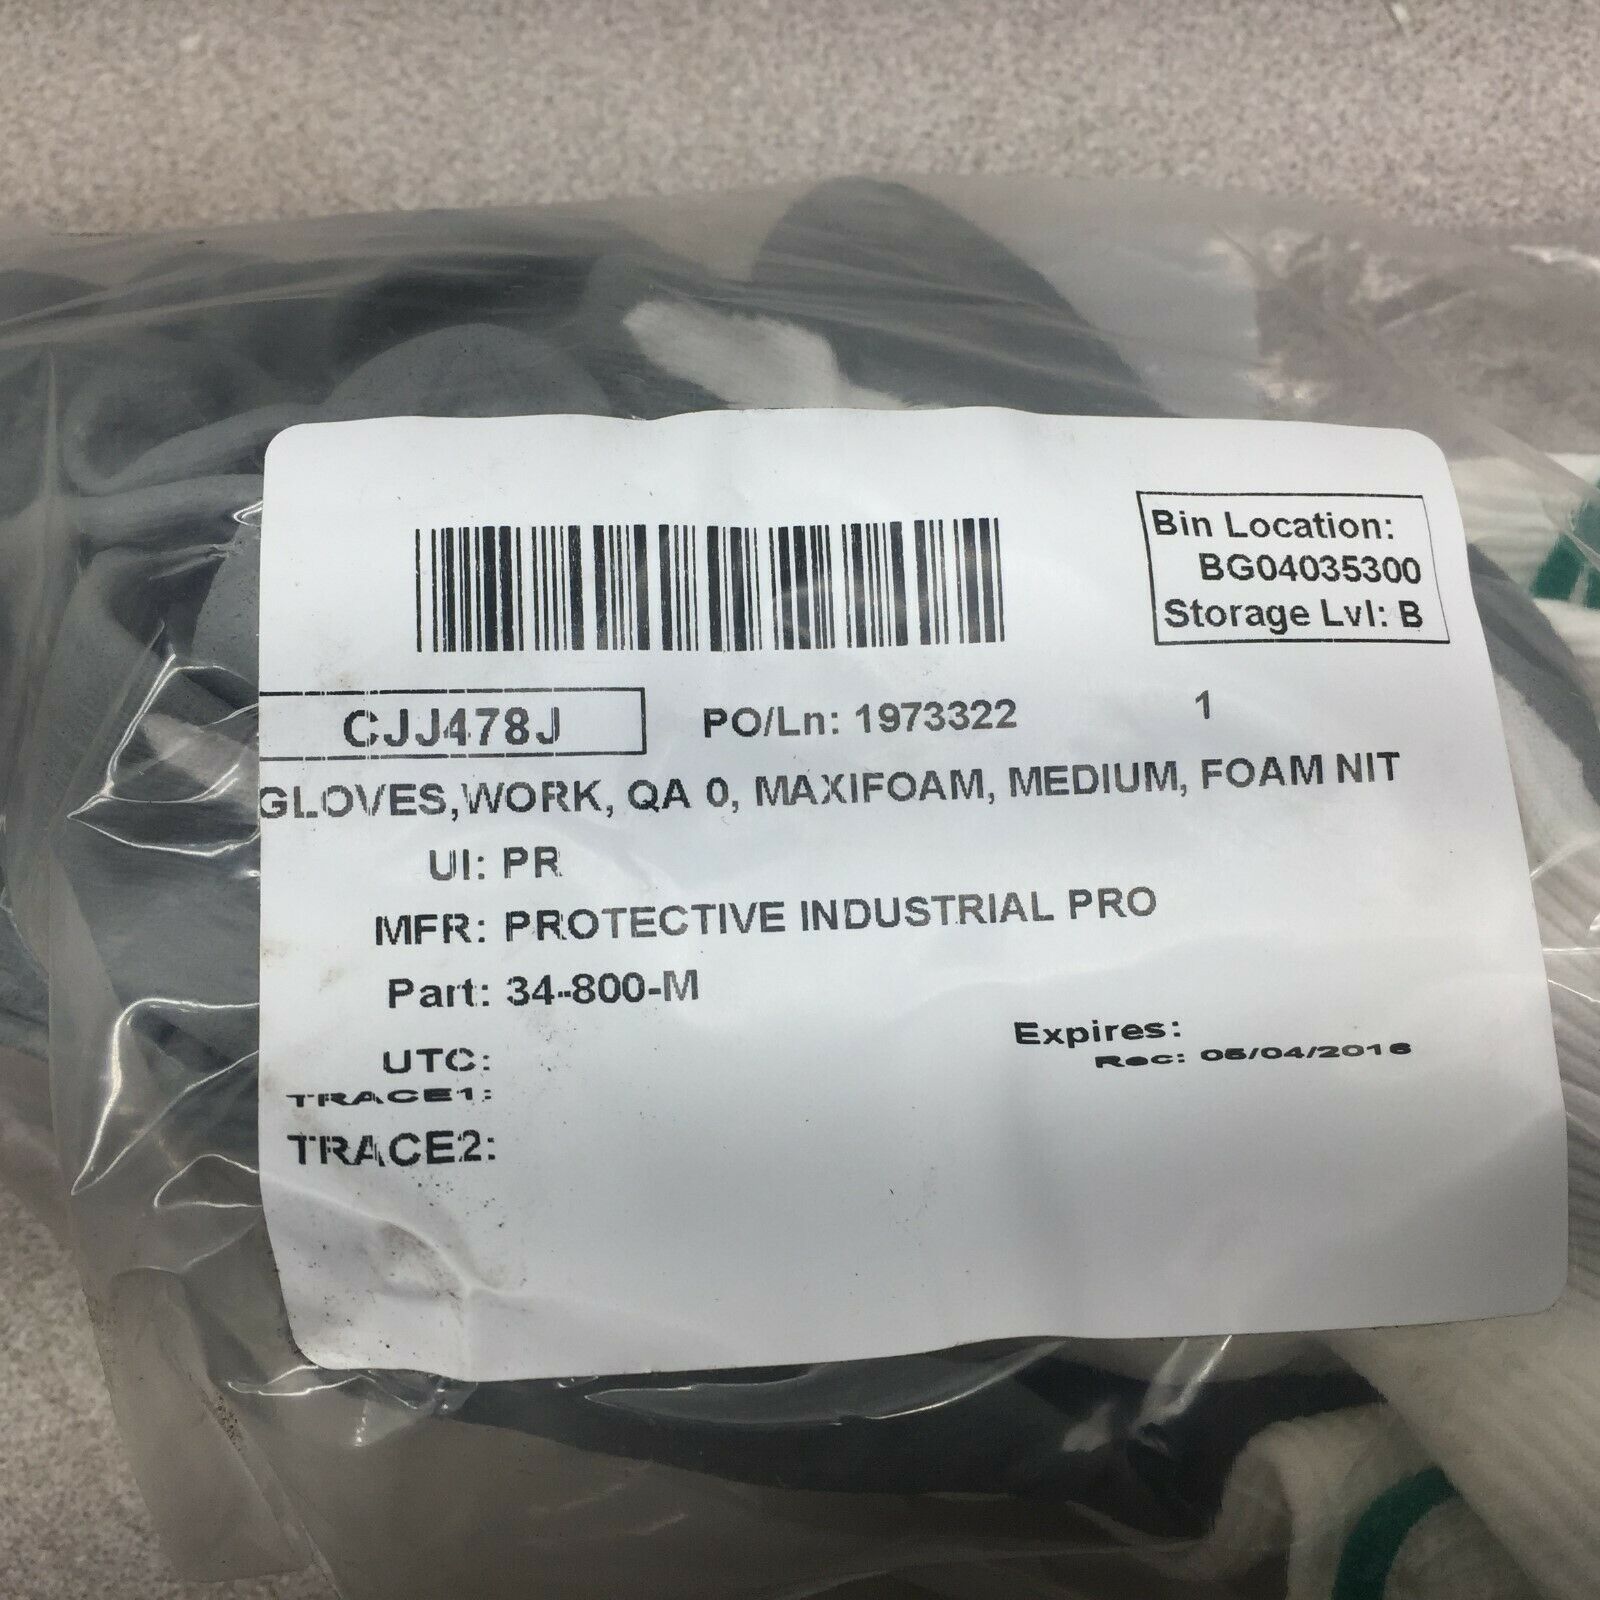 Bin Location:
BG04035300
Storage Lvl: B
CJJ478J
PO/Ln: 1973322 1
GLOVES,WORK, QA 0, MAXIFOAM, MEDIUM, FOAM NIT
UI: PR
MFR: PROTECTIVE INDUSTRIAL PRO
Part: 34-800-M
Expires:
Rec: 05/04/2016
UTC:
TRACE1:
TRACE2: